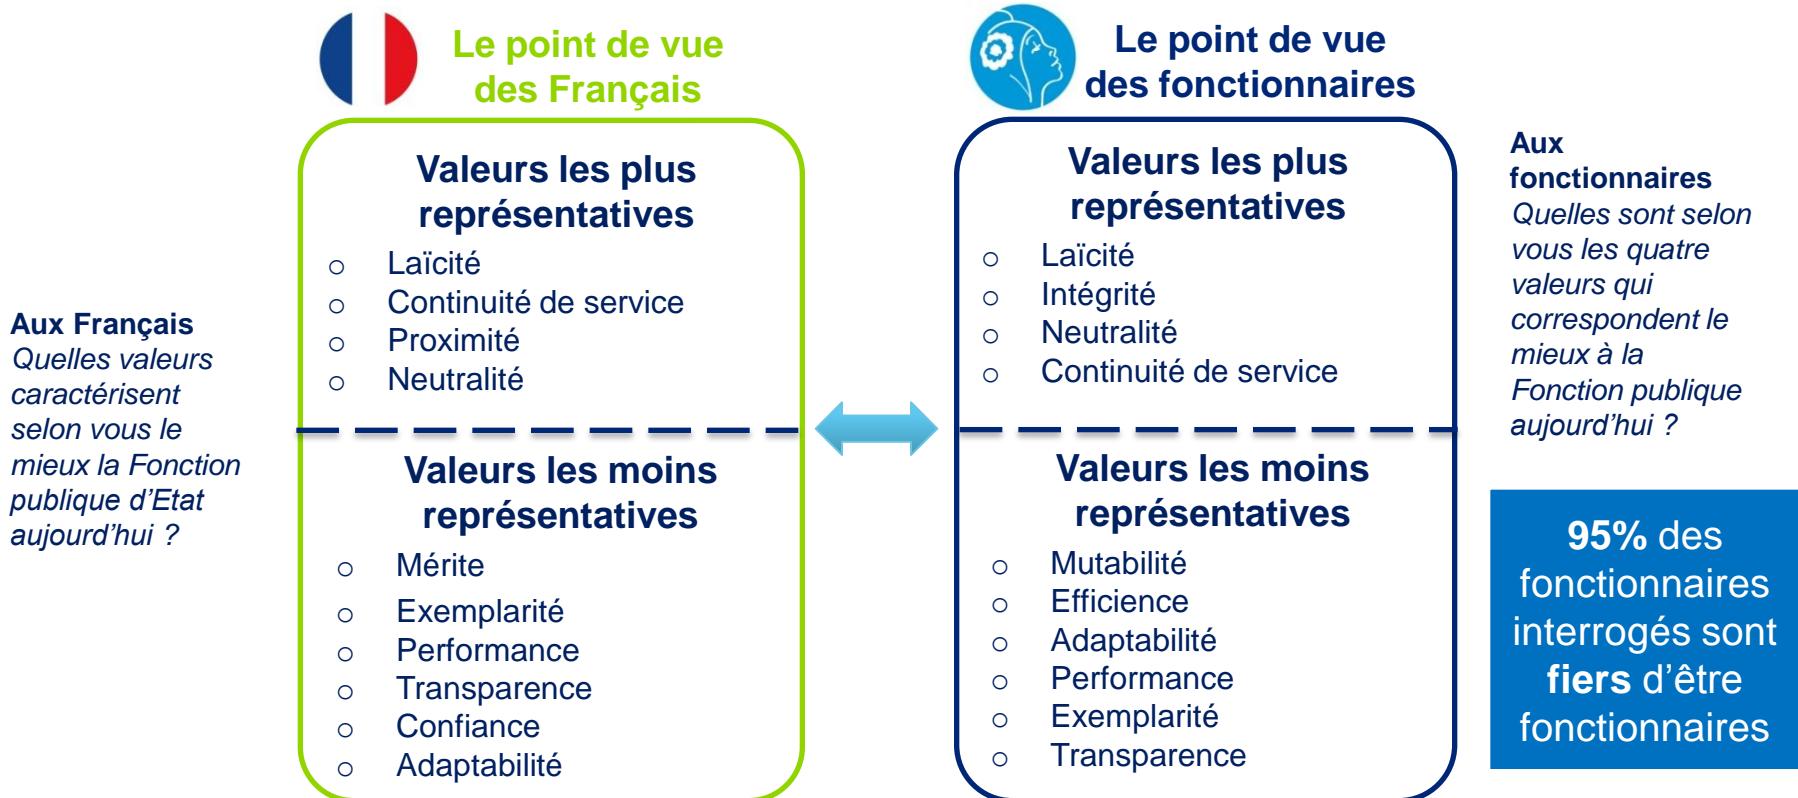 Le point de vue
des Français
Valeurs les plus
représentatives
o Laïcité
o Continuité de service
o Proximité
o Neutralité
Valeurs les moins
représentatives
o Mérite
o Exemplarité
o Performance
o Transparence
o Confiance
o Adaptabilité
Aux Français
Quelles valeurs
caractérisent
selon vous le
mieux la Fonction
publique d’Etat
aujourd’hui ?
Le point de vue
des fonctionnaires
Valeurs les plus
représentatives
o Laïcité
o Intégrité
o Neutralité
o Continuité de service
Valeurs les moins
représentatives
o Mutabilité
o Efficience
o Adaptabilité
o Performance
o Exemplarité
o Transparence
Aux
fonctionnaires
Quelles sont selon
vous les quatre
valeurs qui
correspondent le
mieux à la
Fonction publique
aujourd’hui ?
95% des
fonctionnaires
interrogés sont
fiers d’être
fonctionnaires